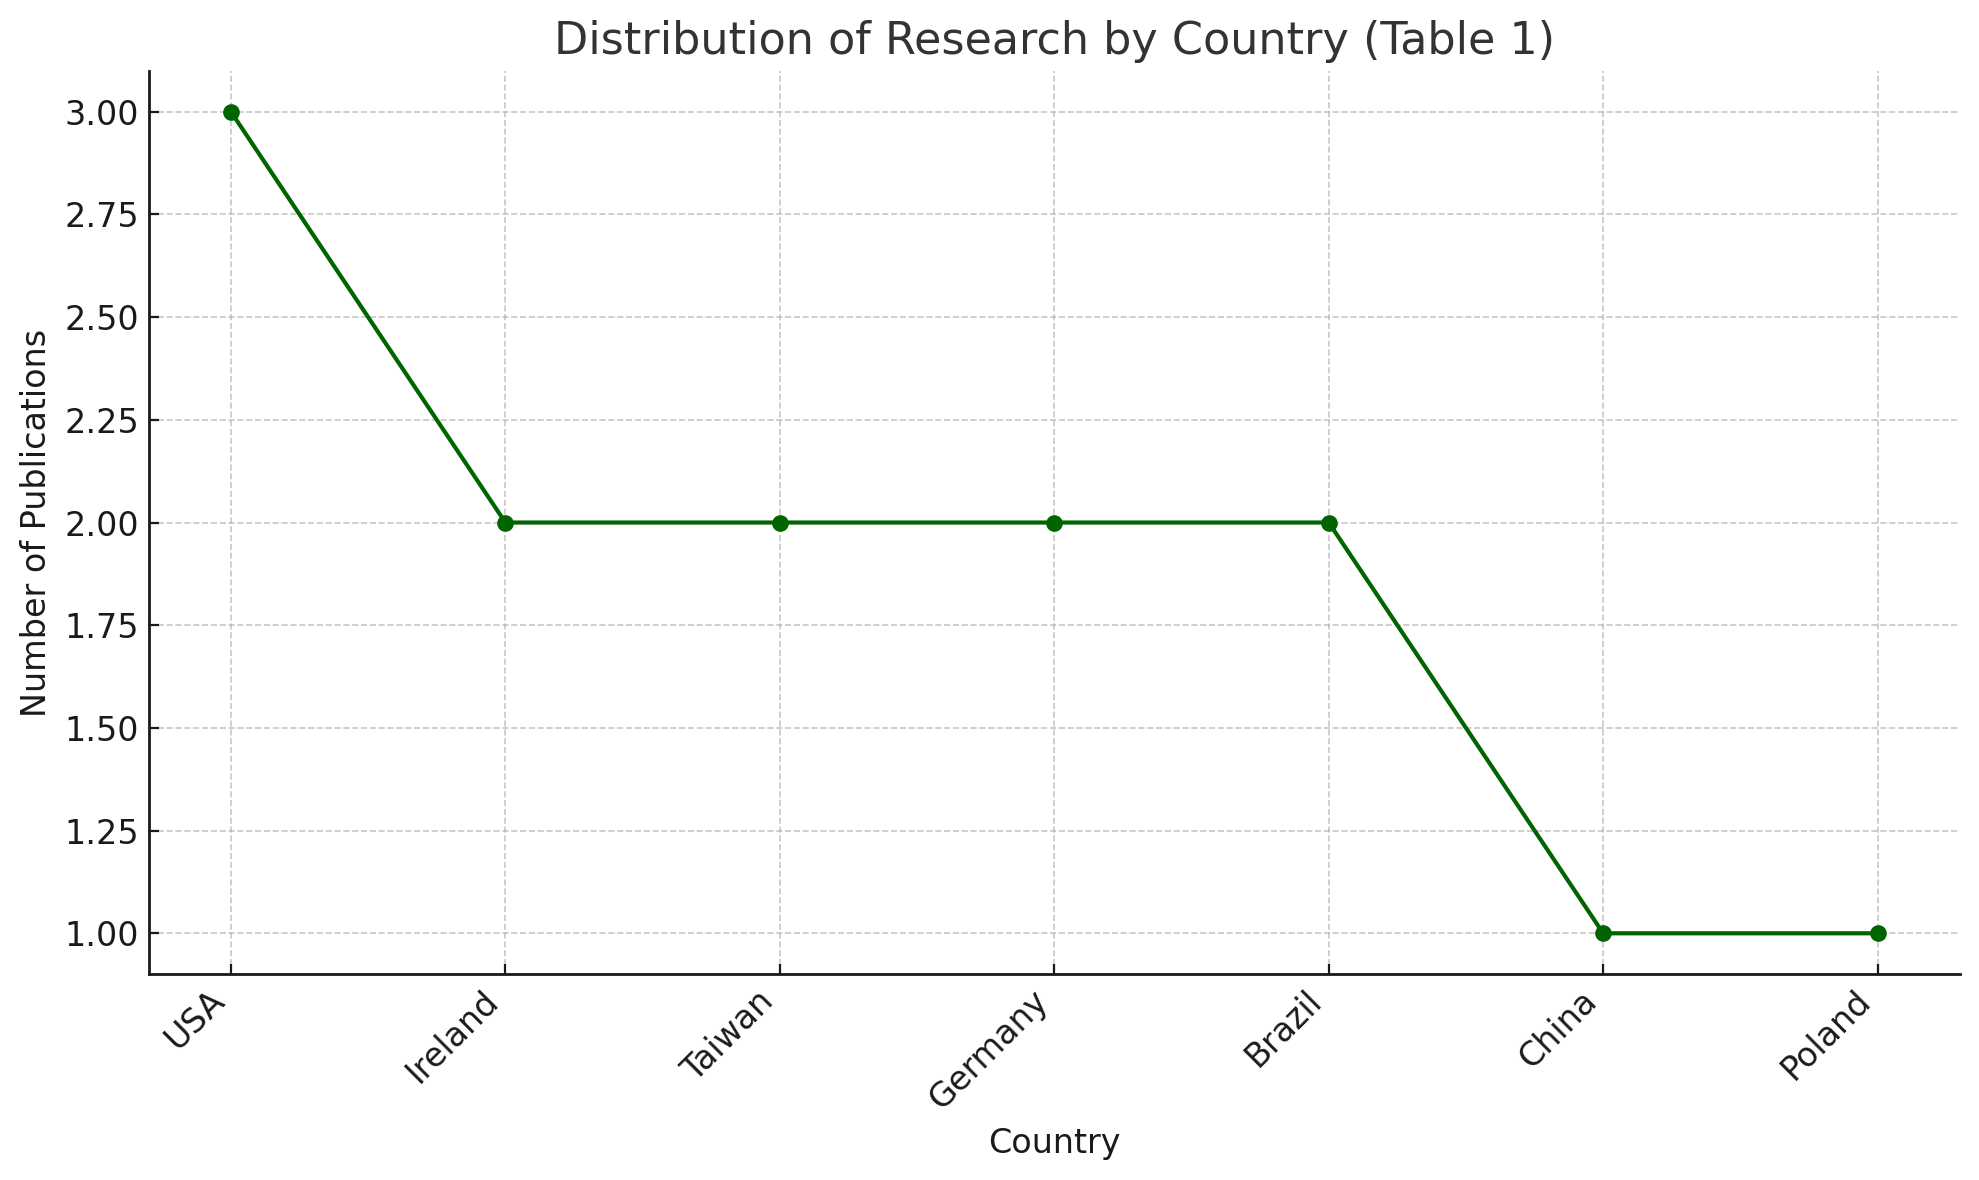 Distribution of Research by Country (Table 1)
Number of Publications
3.00
2.75
2.50
2.25
2.00
1.75
1.50
1.25
1.00
USA
Ireland
Taiwan
Germany
Brazil
China
Poland
Country